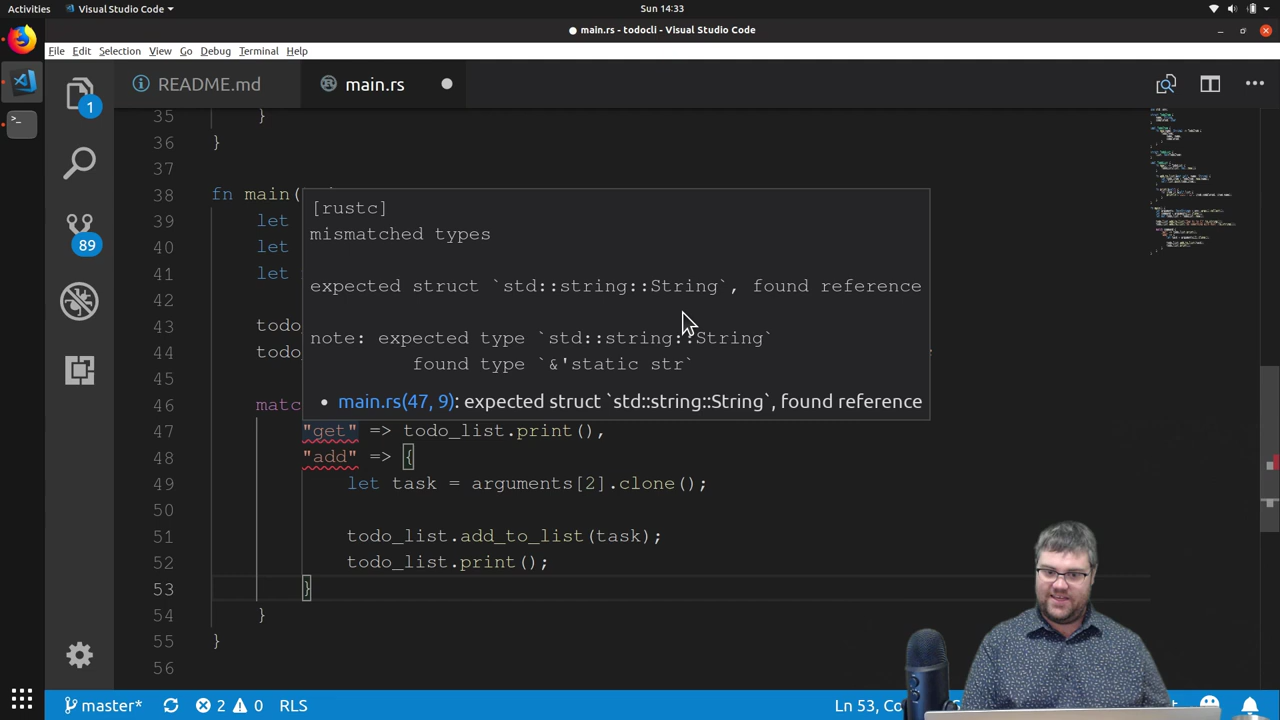 Activities
Visual Studio Code
Sun 14:33
main.rs - todocli - Visual Studio Code
File Edit Selection View Go Debug Terminal Help
README.md
main.rs
1
89
35 }
36 }
37
38 fn main(
39 let
40 let
41 let
42
43 todo
44 todo
45
46 matc
[rustc]
mismatched types
expected struct `std::string::String`, found reference
note: expected type `std::string::String`
found type `&'static str`
• main.rs(47, 9): expected struct `std::string::String`, found reference
47 "get" => todo_list.print(),
48 "add" => {
49 let task = arguments[2].clone();
50
51 todo_list.add_to_list(task);
52 todo_list.print();
53 }
54 }
55 }
56
master* 2 0 RLS
Ln 53, Co